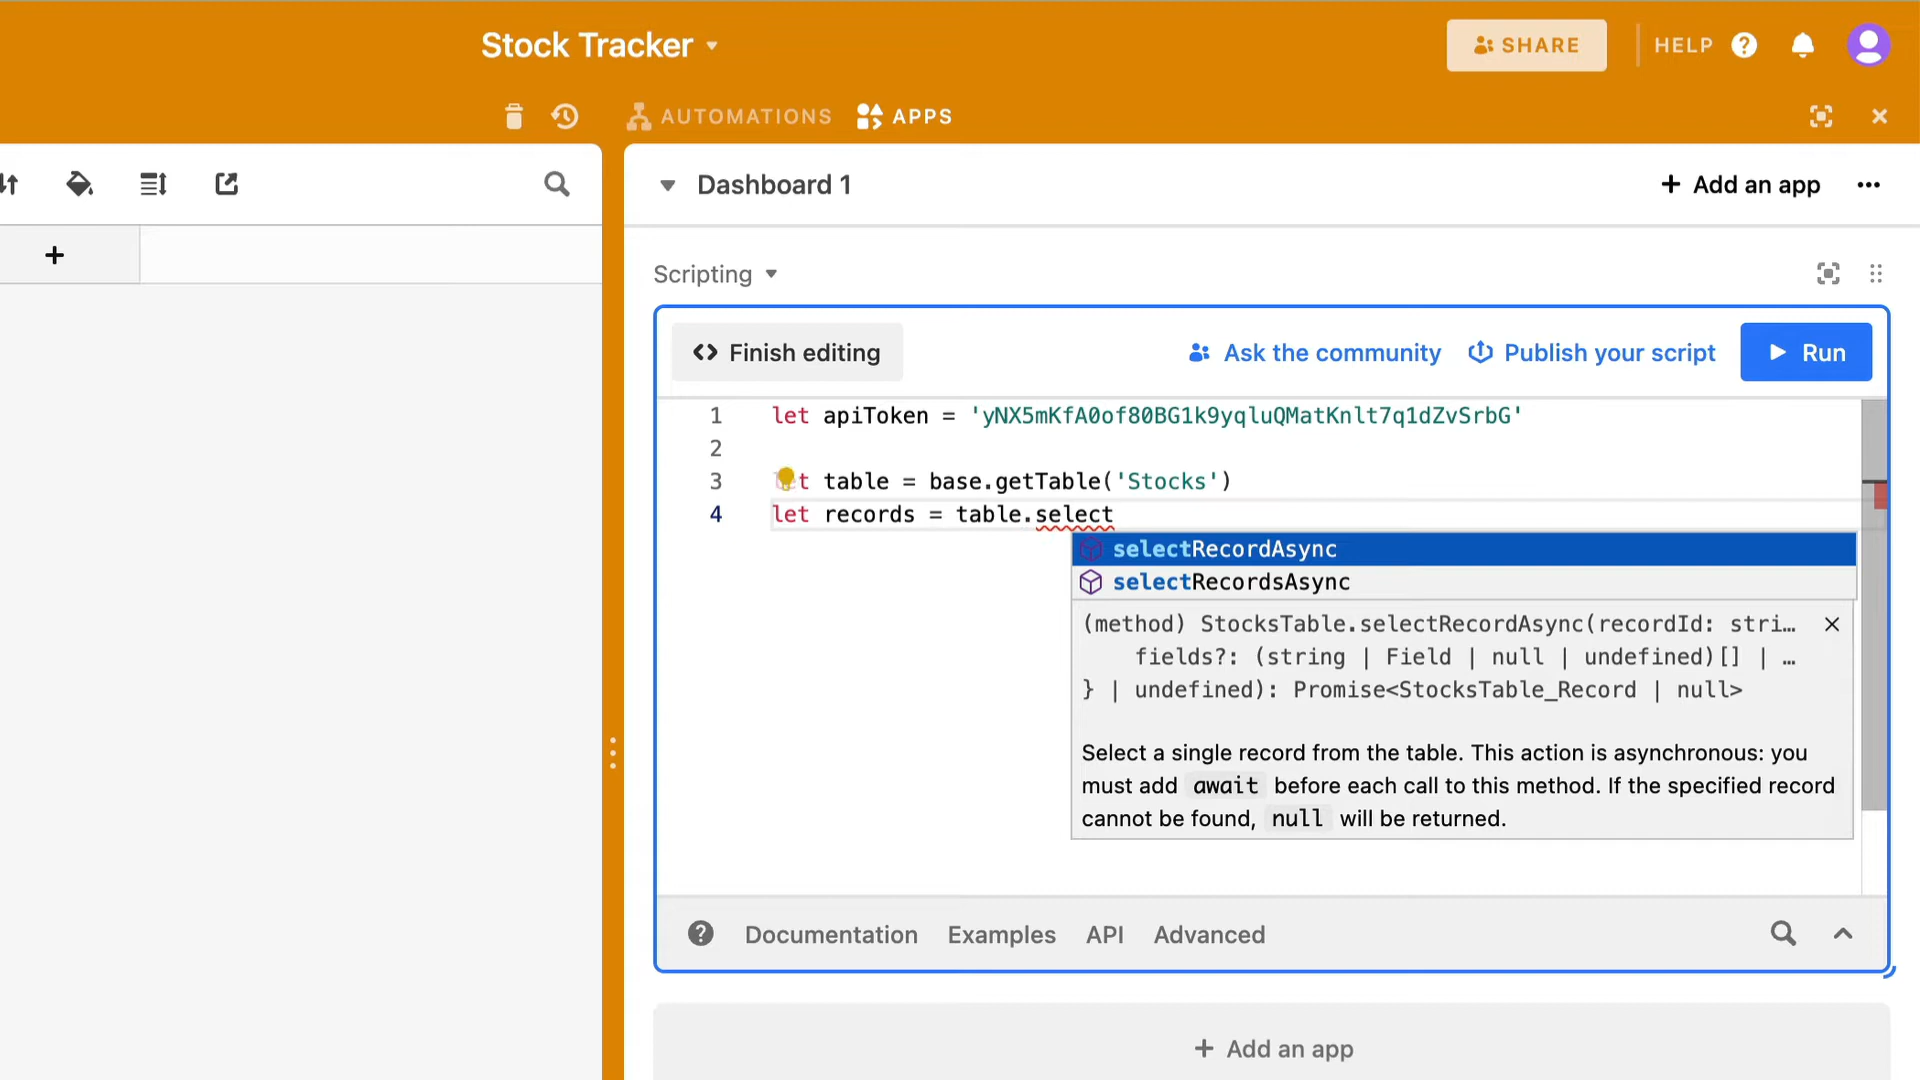 Stock Tracker
SHARE
HELP
AUTOMATIONS
APPS
Dashboard 1
+ Add an app
Scripting
<> Finish editing
Ask the community
Publish your script
Run
1 let apiToken = 'yNX5mKfA0of80BG1k9yqluQMatKnlt7q1dZvSrbG'
2
3 t table = base.getTable('Stocks')
4 let records = table.select
selectRecordAsync
selectRecordsAsync
(method) StocksTable.selectRecordAsync(recordId: stri…
fields?: (string | Field | null | undefined)[] | …
} | undefined): Promise<StocksTable_Record | null>
Select a single record from the table. This action is asynchronous: you
must add await before each call to this method. If the specified record
cannot be found, null will be returned.
Documentation
Examples
API
Advanced
+ Add an app